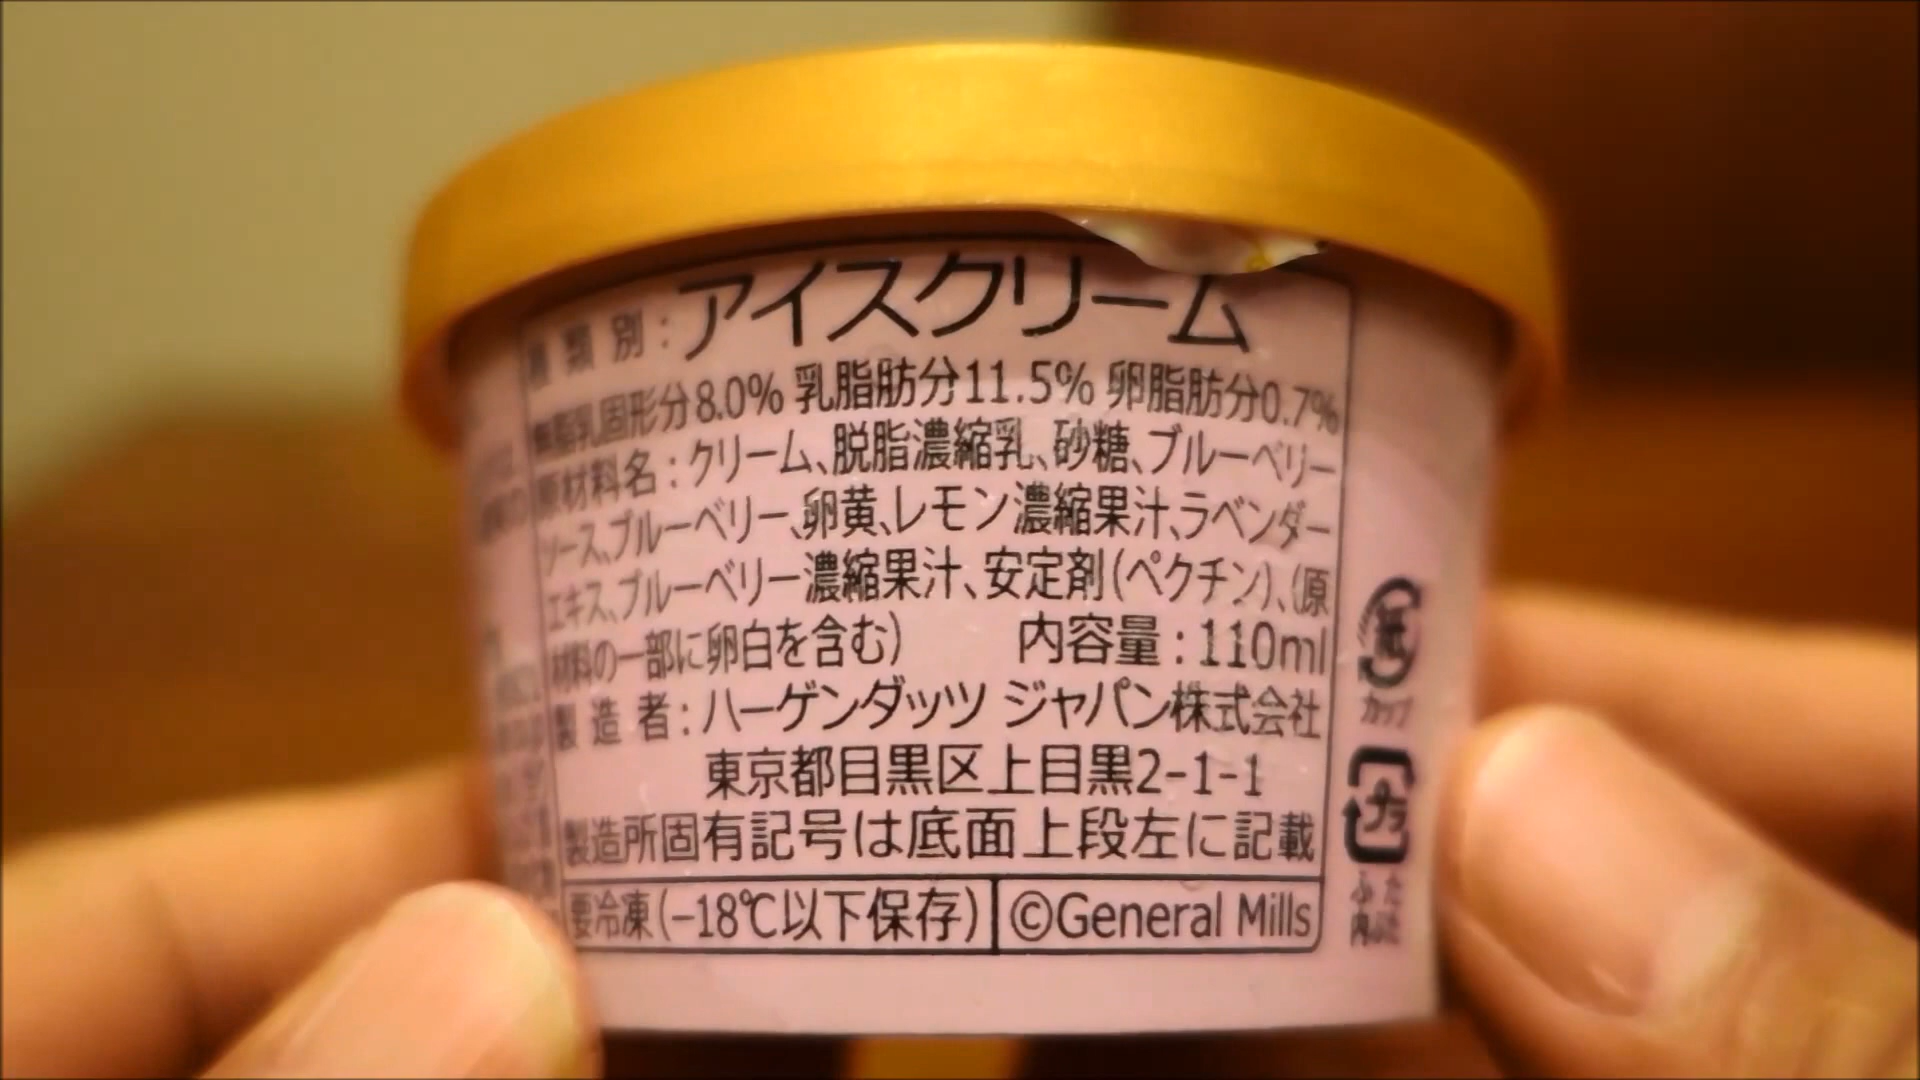 種類別:アイスクリーム
無脂乳固形分8.0% 乳脂肪分11.5% 卵脂肪分0.7%
原材料名:クリーム、脱脂濃縮乳、砂糖、ブルーベリー
ソース、ブルーベリー、卵黄、レモン濃縮果汁、ラベンダー
エキス、ブルーベリー濃縮果汁、安定剤(ペクチン)、(原
材料の一部に卵白を含む) 内容量:110ml
製造者:ハーゲンダッツ ジャパン株式会社
東京都目黒区上目黒2-1-1
製造所固有記号は底面上段左に記載
要冷凍(-18℃以下保存) ©General Mills
紙
カップ
プラ
ふた
内ぶた